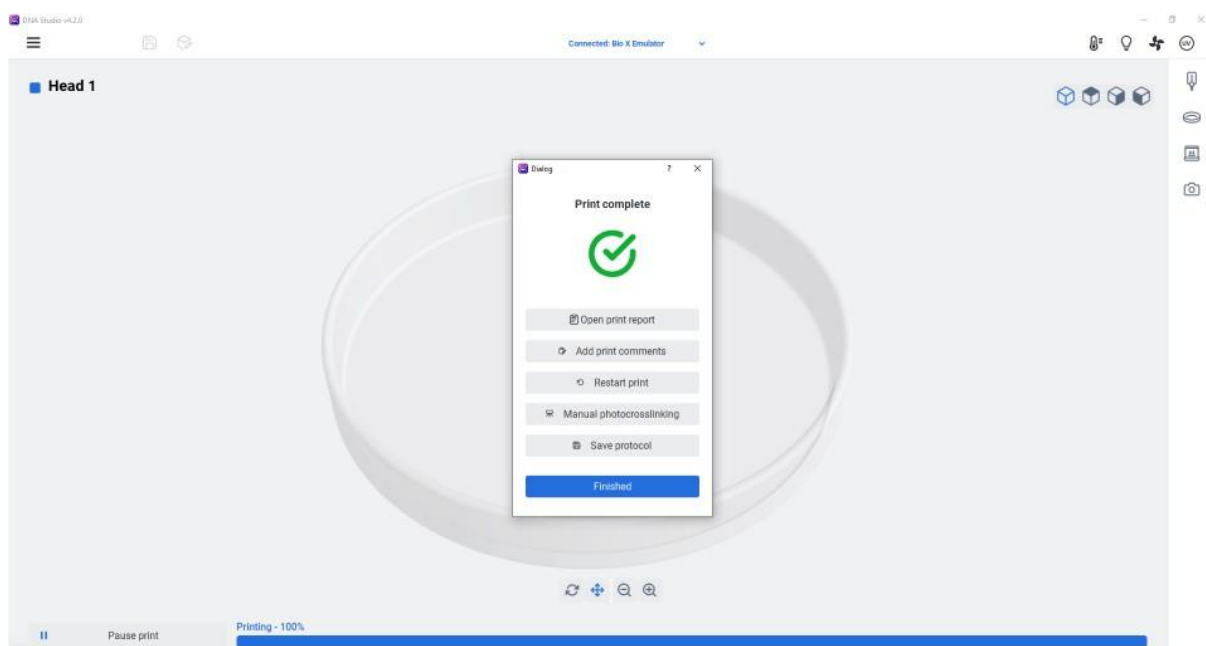 DNA Studio v4.2.0
Connected: Bio X Emulator
UV
Head 1
Dialog
?
Print complete
Open print report
Add print comments
Restart print
Manual photocrosslinking
Save protocol
Finished
Printing - 100%
Pause print